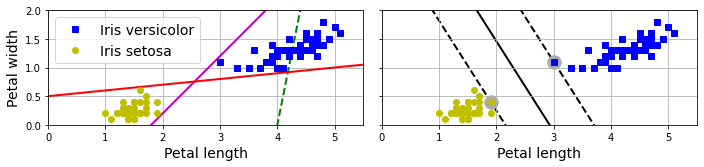 2.0
1.5
1.0
0.5
0.0
Petal width
Iris versicolor
Iris setosa
0 1 2 3 4 5
Petal length
0 1 2 3 4 5
Petal length